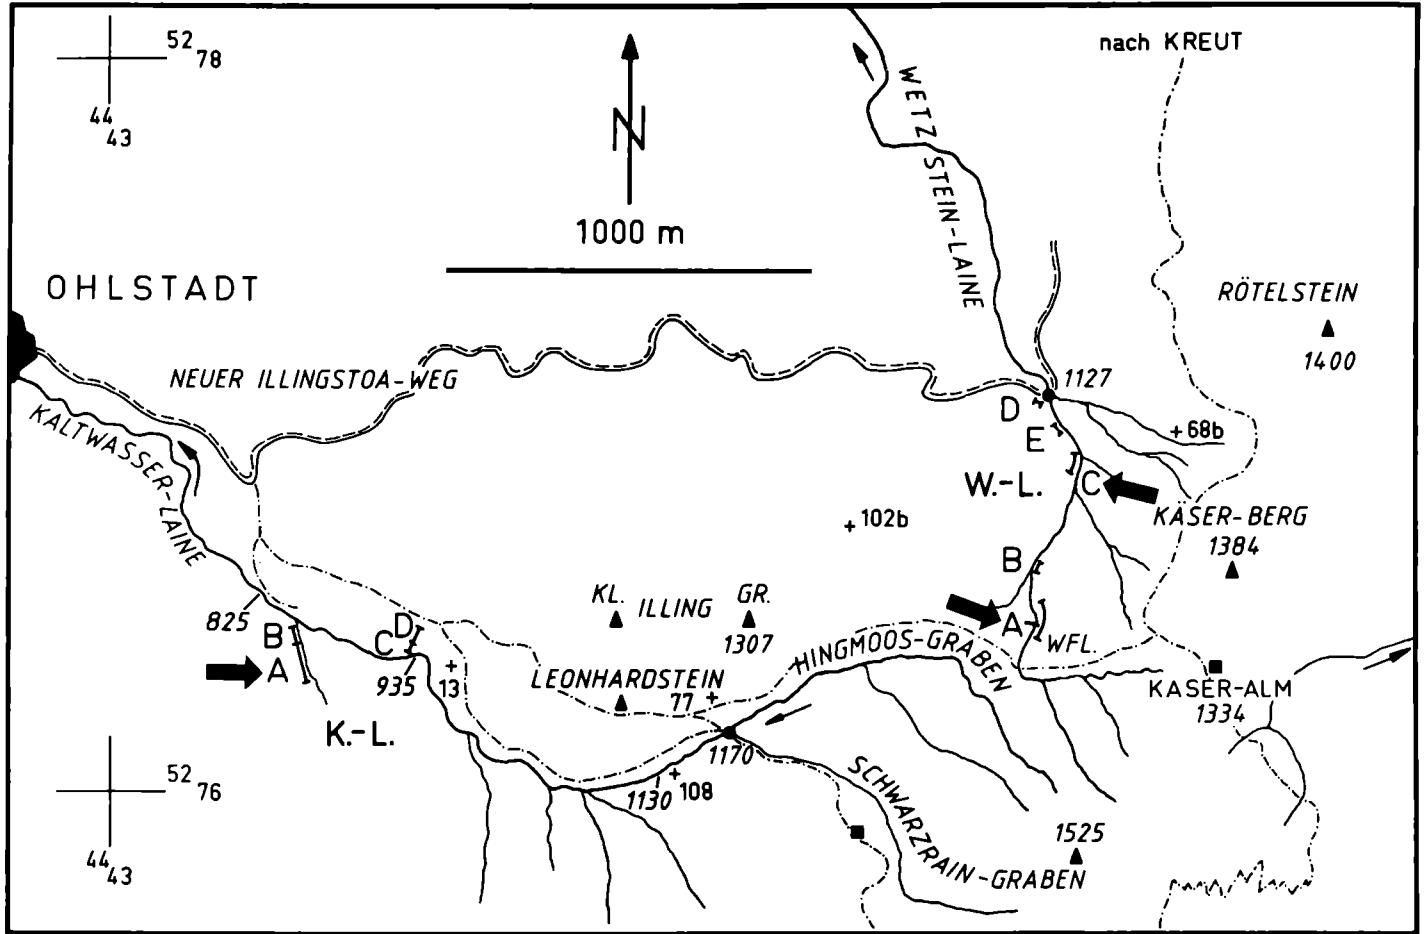 52 78
44 43
nach KREUT
N
1000 m
WETZSTEIN-LAINE
OHLSTADT
RÖTELSTEIN
1400
NEUER ILLINGSTOA-WEG
KALTWASSER-LAINE
1127
D
E
+68b
W.-L.
C
+102b
KÄSER-BERG
1384
B
KL. ILLING GR.
1307
A
WFL.
HINGMOOS-GRABEN
825
B
A
D
C
935
+
13
LEONHARDSTEIN
77 +
KASER-ALM
1334
K.-L.
1170
52 76
1130
+108
SCHWARZRAIN-GRABEN
1525
44 43